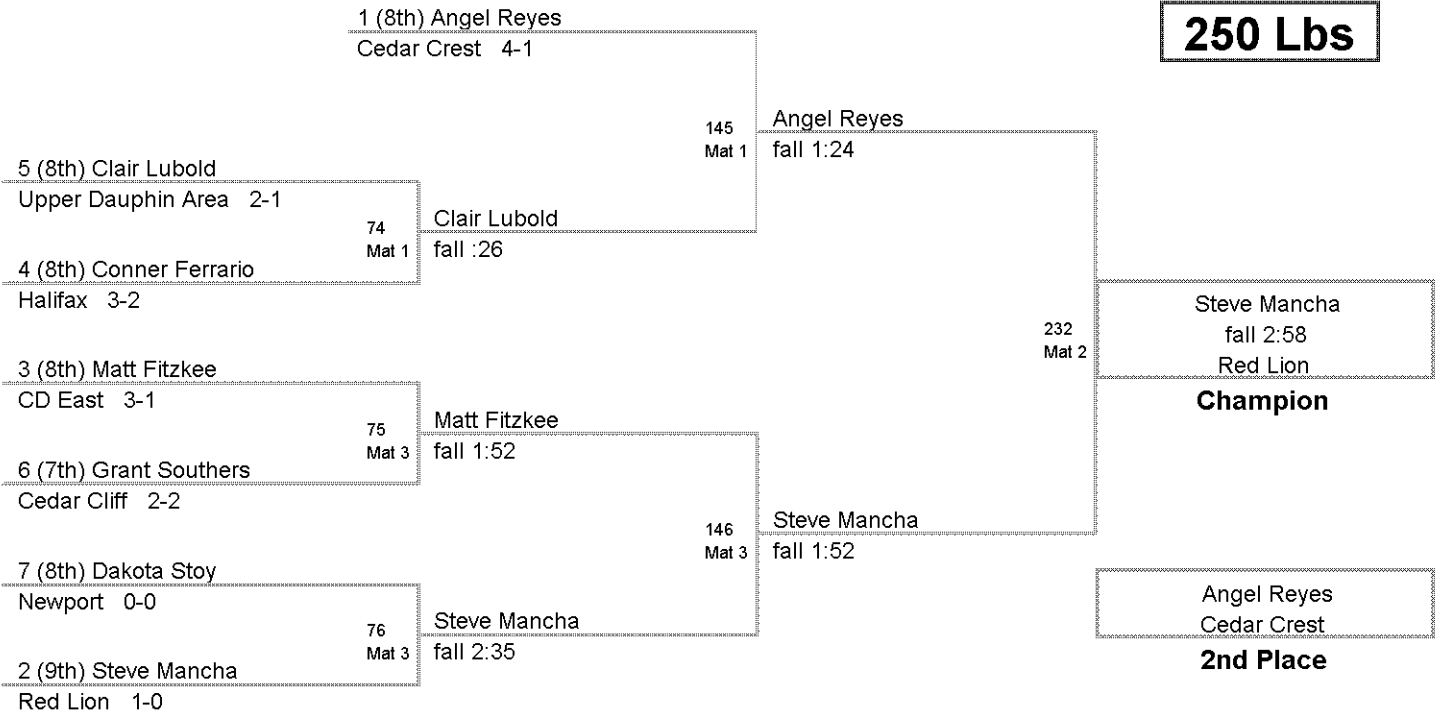 1 (8th) Angel Reyes
Cedar Crest 4-1
250 Lbs
145
Mat 1
Angel Reyes
fall 1:24
5 (8th) Clair Lubold
Upper Dauphin Area 2-1
74
Mat 1
Clair Lubold
fall :26
4 (8th) Conner Ferrario
Halifax 3-2
232
Mat 2
Steve Mancha
fall 2:58
Red Lion
Champion
3 (8th) Matt Fitzkee
CD East 3-1
75
Mat 3
Matt Fitzkee
fall 1:52
6 (7th) Grant Southers
Cedar Cliff 2-2
146
Mat 3
Steve Mancha
fall 1:52
7 (8th) Dakota Stoy
Newport 0-0
76
Mat 3
Steve Mancha
fall 2:35
2 (9th) Steve Mancha
Red Lion 1-0
Angel Reyes
Cedar Crest
2nd Place